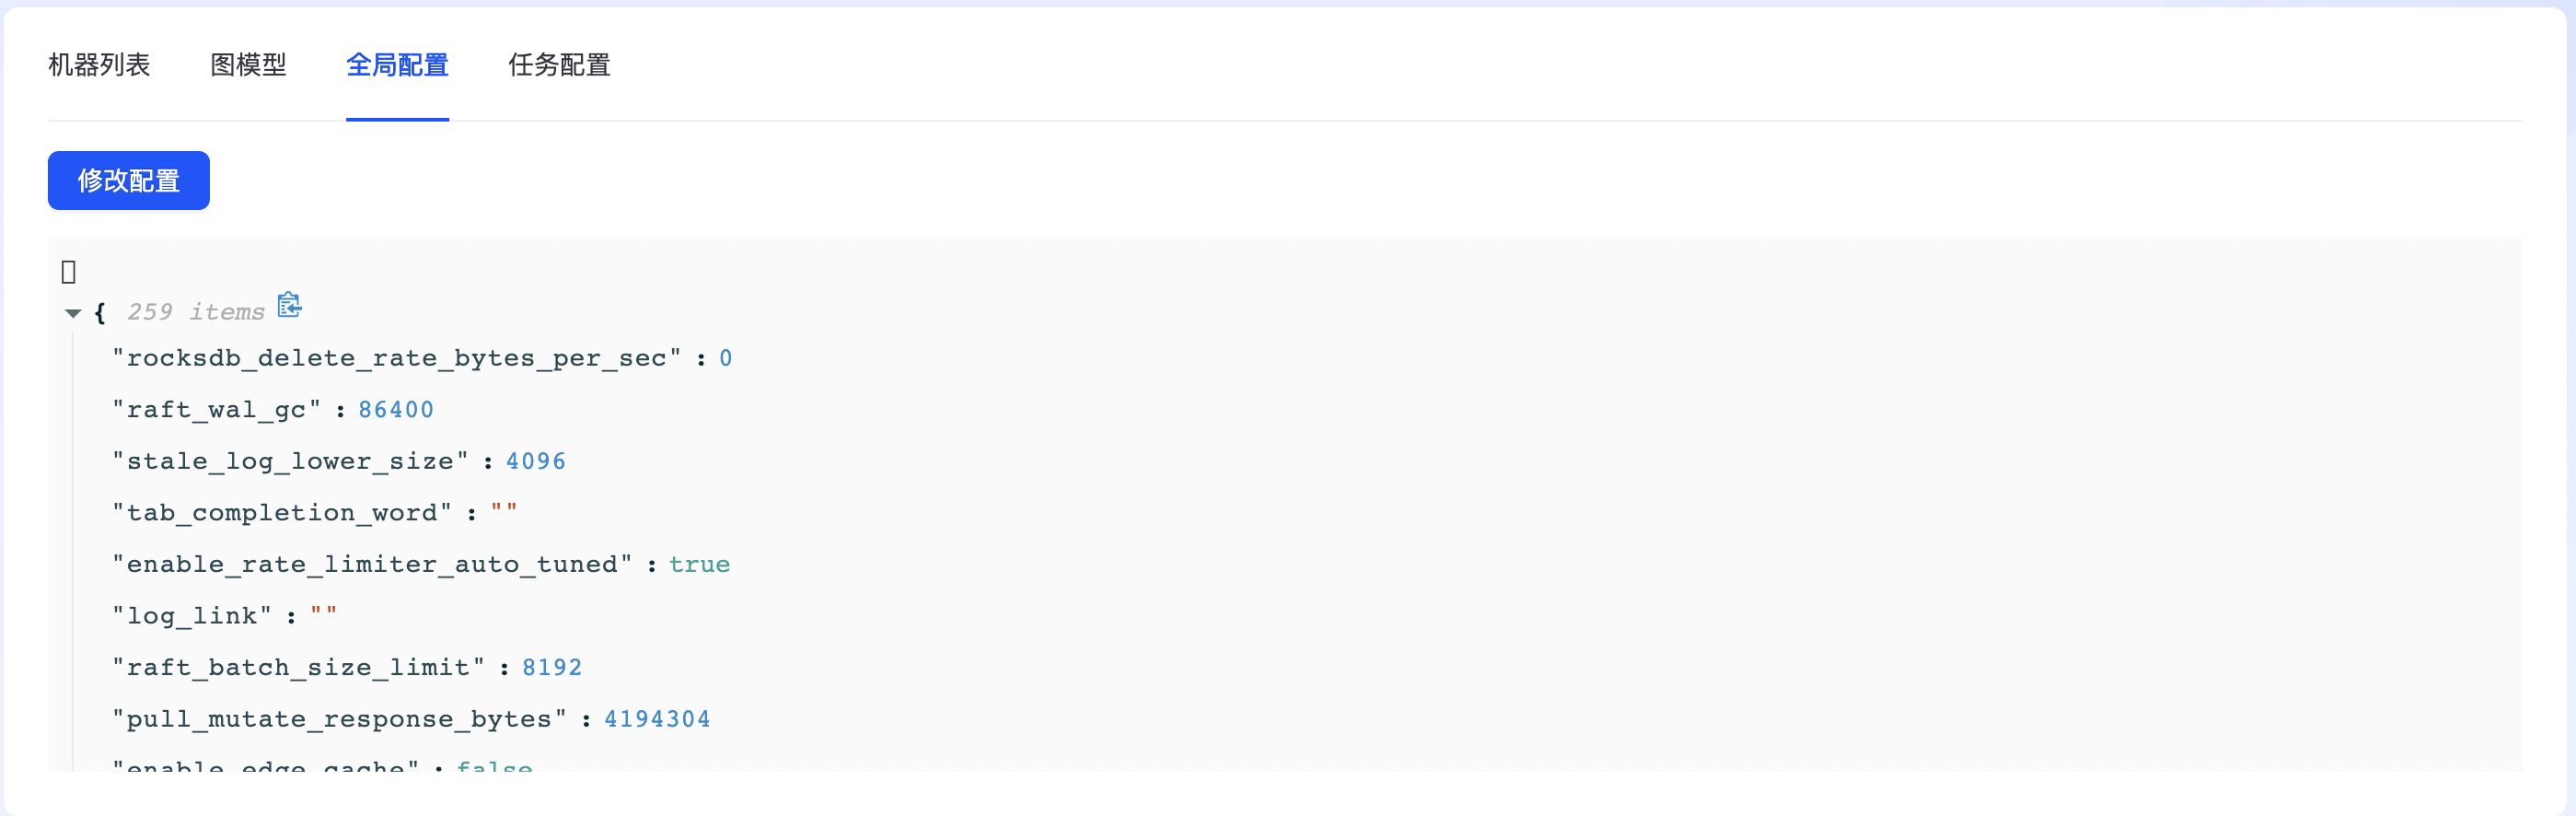 机器列表 图模型 全局配置 任务配置
修改配置
{ 259 items
"rocksdb_delete_rate_bytes_per_sec" : 0
"raft_wal_gc" : 86400
"stale_log_lower_size" : 4096
"tab_completion_word" : ""
"enable_rate_limiter_auto_tuned" : true
"log_link" : ""
"raft_batch_size_limit" : 8192
"pull_mutate_response_bytes" : 4194304
"enable_edge_cache" : false